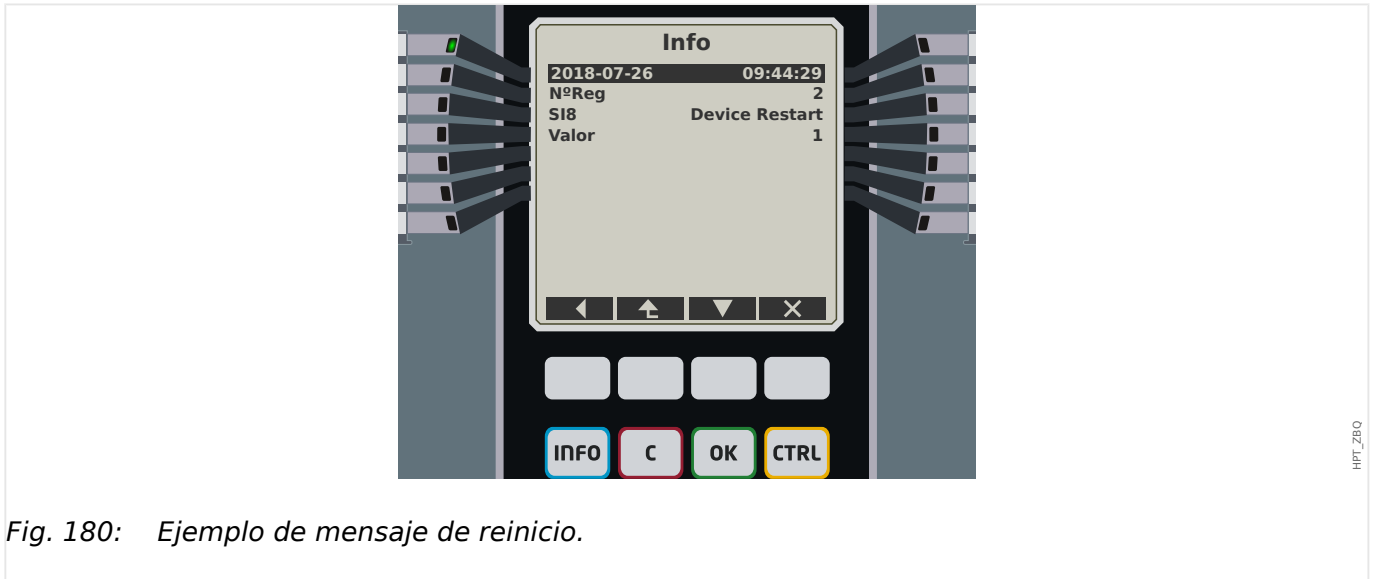 Info
2018-07-26 09:44:29
NºReg 2
SI8 Device Restart
Valor 1
INFO C OK CTRL
HPT_ZBQ
Fig. 180: Ejemplo de mensaje de reinicio.